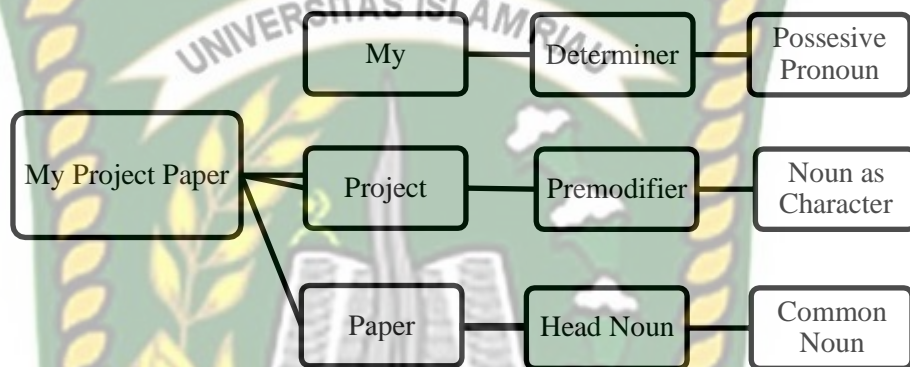 UNIVERSITAS ISLAM RIAU
My
Determiner
Possesive
Pronoun
My Project Paper
Project
Premodifier
Noun as
Character
Paper
Head Noun
Common
Noun